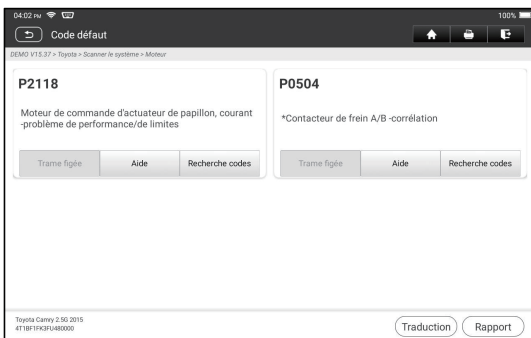 04:02 PM
100%
Code défaut
DEMO V15.37 > Toyota > Scanner le système > Moteur
P2118
Moteur de commande d'actuateur de papillon, courant
-problème de performance/de limites
Trame figée
Aide
Recherche codes
P0504
*Contacteur de frein A/B -corrélation
Trame figée
Aide
Recherche codes
Toyota Camry 2.5G 2015
4T1BF1FK3FU480000
Traduction
Rapport